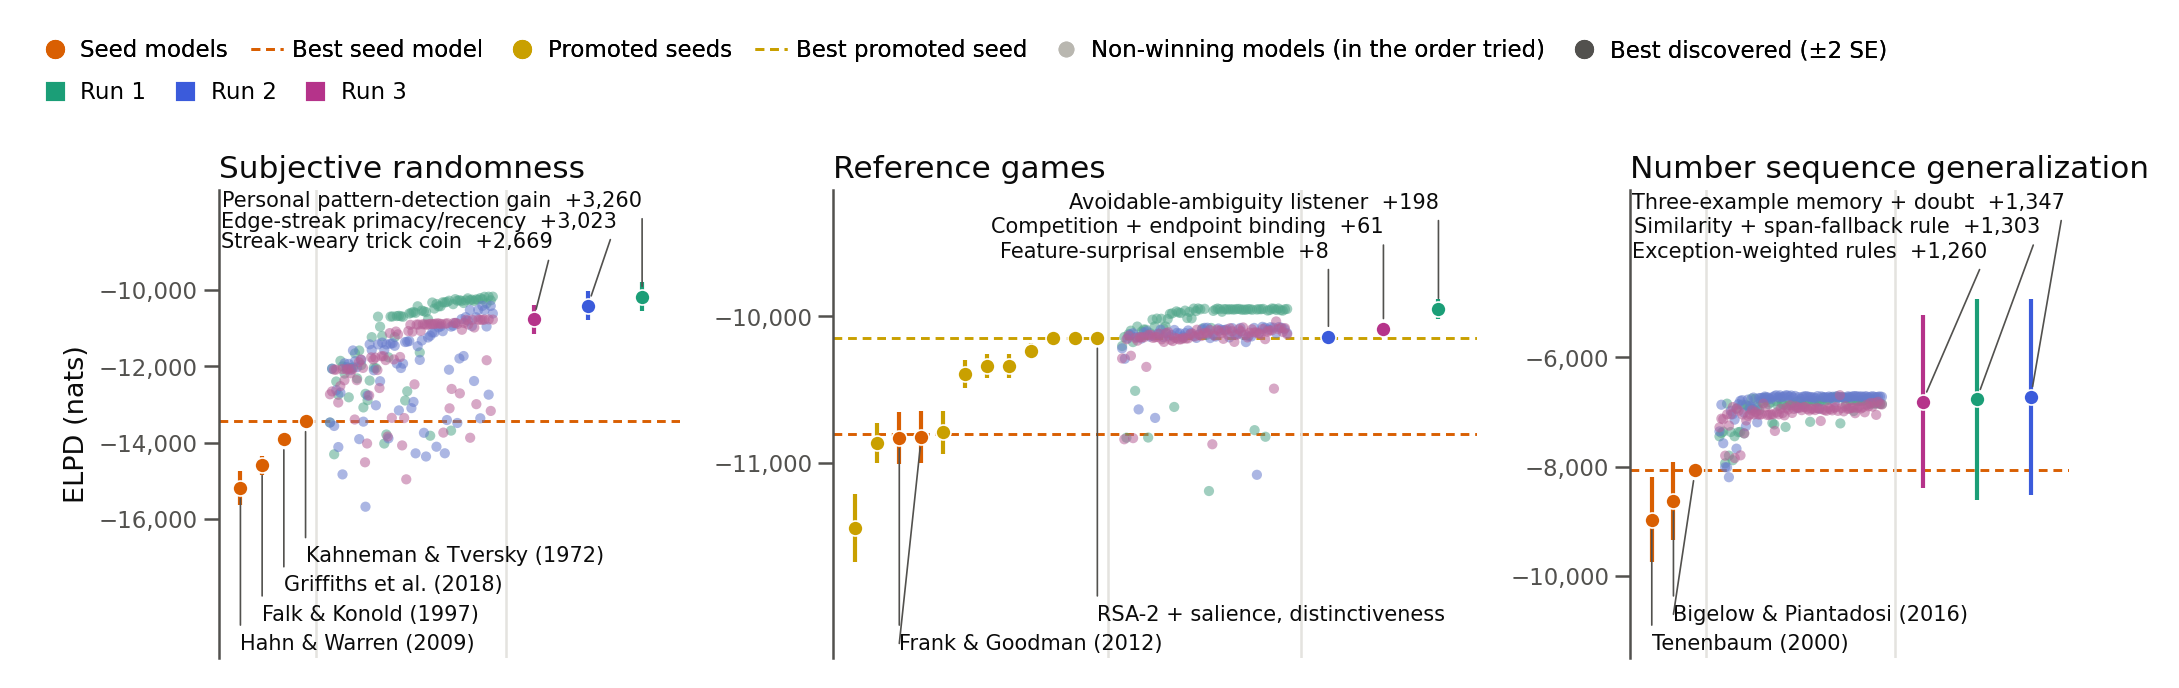 Seed models Best seed model Promoted seeds Best promoted seed Non-winning models (in the order tried) Best discovered (±2 SE)
Run 1 Run 2 Run 3
Subjective randomness
Personal pattern-detection gain +3,260
Edge-streak primacy/recency +3,023
Streak-weary trick coin +2,669
ELPD (nats)
−10,000
−12,000
−14,000
−16,000
Kahneman & Tversky (1972)
Griffiths et al. (2018)
Falk & Konold (1997)
Hahn & Warren (2009)
Reference games
Avoidable-ambiguity listener +198
Competition + endpoint binding +61
Feature-surprisal ensemble +8
−10,000
−11,000
RSA-2 + salience, distinctiveness
Frank & Goodman (2012)
Number sequence generalization
Three-example memory + doubt +1,347
Similarity + span-fallback rule +1,303
Exception-weighted rules +1,260
−6,000
−8,000
−10,000
Bigelow & Piantadosi (2016)
Tenenbaum (2000)